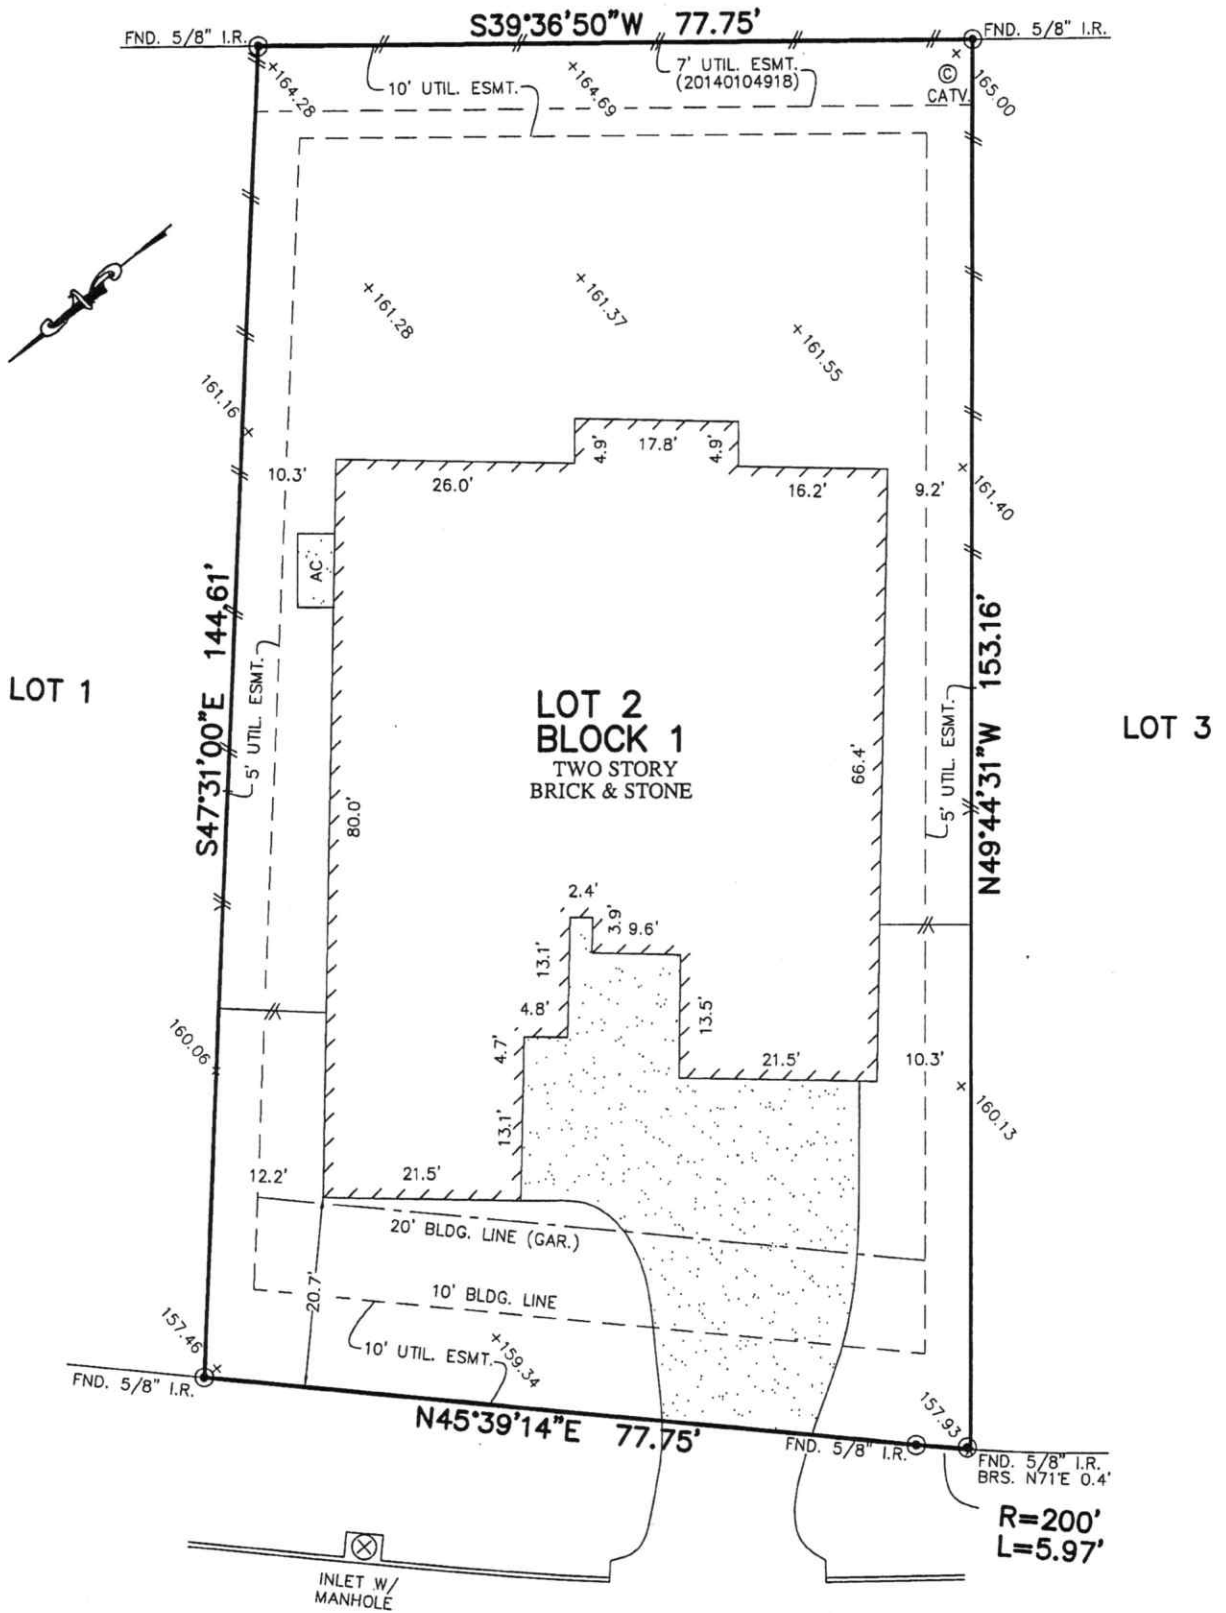 S39°36'50"W 77.75'
FND. 5/8" I.R.
FND. 5/8" I.R.
7' UTIL. ESMT.
(20140104918)
10' UTIL. ESMT.
©
CATV.
164.28
164.69
165.00
161.28
161.37
161.55
161.16
10.3'
26.0'
4.9'
17.8'
4.9'
16.2'
9.2'
161.40
AC
S47°31'00"E 144.61'
5' UTIL. ESMT.
LOT 1
LOT 2
BLOCK 1
TWO STORY
BRICK & STONE
80.0'
66.4'
5' UTIL. ESMT.
N49°44'31"W 153.16'
LOT 3
2.4'
3.9'
9.6'
13.1'
4.8'
4.7'
13.5'
21.5'
10.3'
160.06
160.13
13.1'
12.2'
21.5'
20' BLDG. LINE (GAR.)
20.7'
10' BLDG. LINE
157.46
10' UTIL. ESMT.
159.34
FND. 5/8" I.R.
N45°39'14"E 77.75'
157.93
FND. 5/8" I.R.
FND. 5/8" I.R.
BRS. N71°E 0.4'
R=200'
L=5.97'
INLET W/
MANHOLE